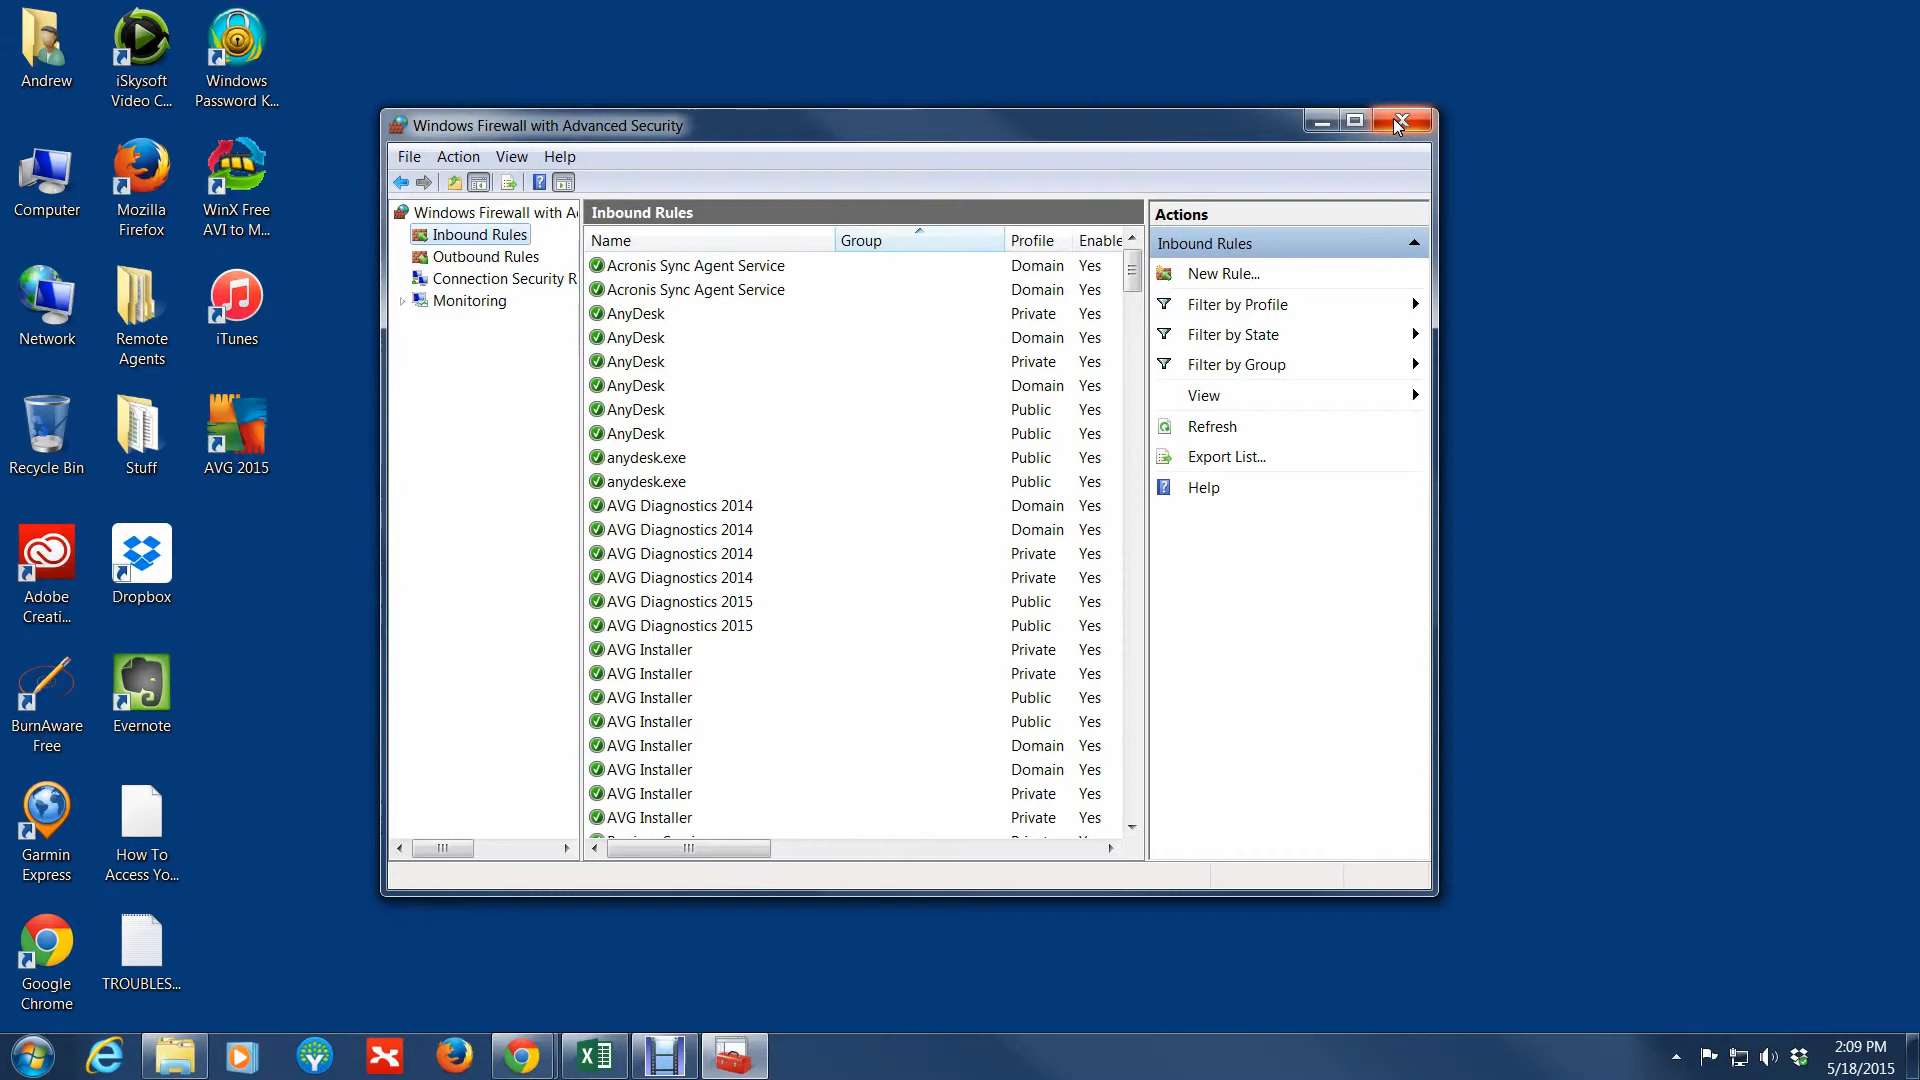 Andrew
iSkysoft
Video C...
Windows
Password K...
Computer
Mozilla
Firefox
WinX Free
AVI to M...
Network
Remote
Agents
iTunes
Recycle Bin
Stuff
AVG 2015
Adobe
Creati...
Dropbox
BurnAware
Free
Evernote
Garmin
Express
How To
Access Yo...
Google
Chrome
TROUBLES...
Windows Firewall with Advanced Security
File Action View Help
Windows Firewall with A
Inbound Rules
Outbound Rules
Connection Security R
Monitoring
Inbound Rules
Name Group Profile Enable
Acronis Sync Agent Service Domain Yes
Acronis Sync Agent Service Domain Yes
AnyDesk Private Yes
AnyDesk Domain Yes
AnyDesk Private Yes
AnyDesk Domain Yes
AnyDesk Public Yes
AnyDesk Public Yes
anydesk.exe Public Yes
anydesk.exe Public Yes
AVG Diagnostics 2014 Domain Yes
AVG Diagnostics 2014 Domain Yes
AVG Diagnostics 2014 Private Yes
AVG Diagnostics 2014 Private Yes
AVG Diagnostics 2015 Public Yes
AVG Diagnostics 2015 Public Yes
AVG Installer Private Yes
AVG Installer Private Yes
AVG Installer Public Yes
AVG Installer Public Yes
AVG Installer Domain Yes
AVG Installer Domain Yes
AVG Installer Private Yes
AVG Installer Private Yes
Actions
Inbound Rules
New Rule...
Filter by Profile
Filter by State
Filter by Group
View
Refresh
Export List...
Help
2:09 PM
5/18/2015